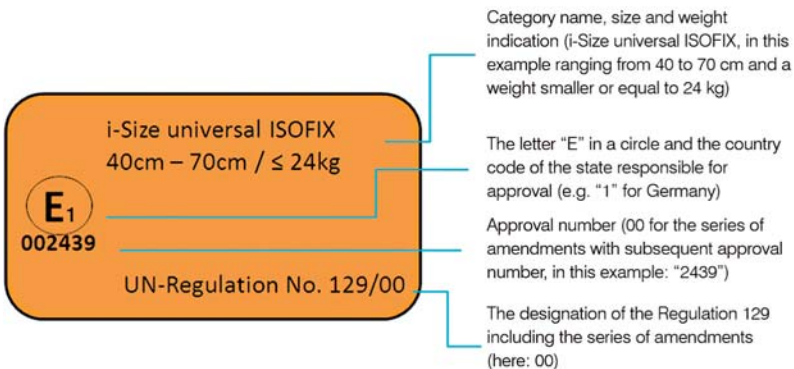 Category name, size and weight
indication (i-Size universal ISOFIX, in this
example ranging from 40 to 70 cm and a
weight smaller or equal to 24 kg)
i-Size universal ISOFIX
40cm – 70cm / ≤ 24kg
The letter “E” in a circle and the country
code of the state responsible for
approval (e.g. “1” for Germany)
E1
002439
Approval number (00 for the series of
amendments with subsequent approval
number, in this example: “2439”)
UN-Regulation No. 129/00
The designation of the Regulation 129
including the series of amendments
(here: 00)